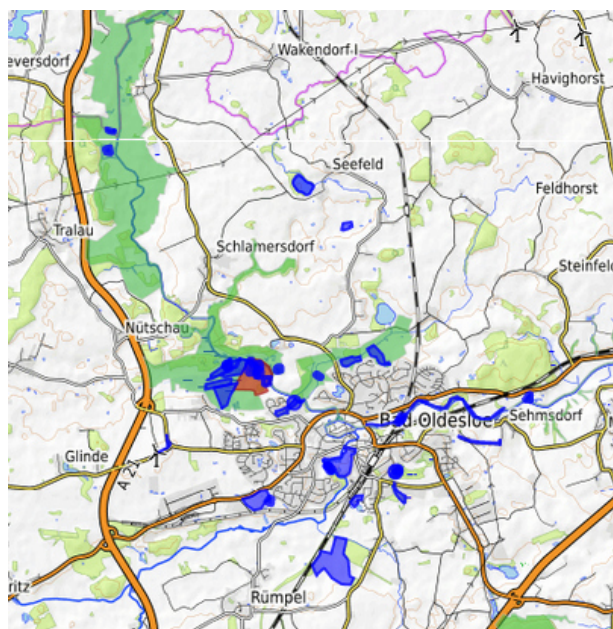 Wakendorf I
eversdorf
Havighorst
Seefeld
Feldhorst
Tralau
Schlamersdorf
Steinfeld
Nütschau
Bad Oldesloe
Sehmsdorf
Glinde
A 21
ritz
Rümpel